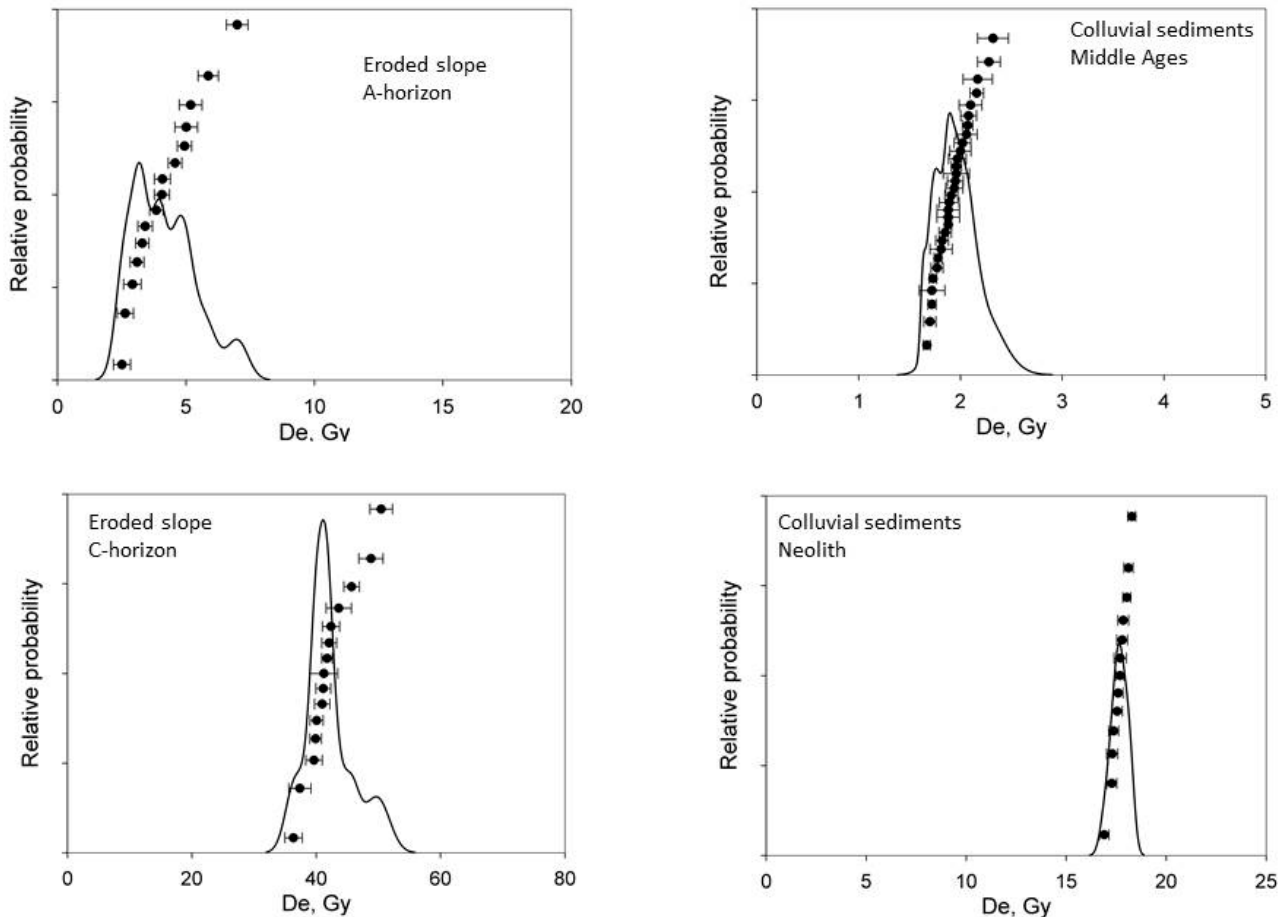 Relative probability
Eroded slope
A-horizon
0 5 10 15 20
De, Gy
Relative probability
Colluvial sediments
Middle Ages
0 1 2 3 4 5
De, Gy
Relative probability
Eroded slope
C-horizon
0 20 40 60 80
De, Gy
Relative probability
Colluvial sediments
Neolith
0 5 10 15 20 25
De, Gy